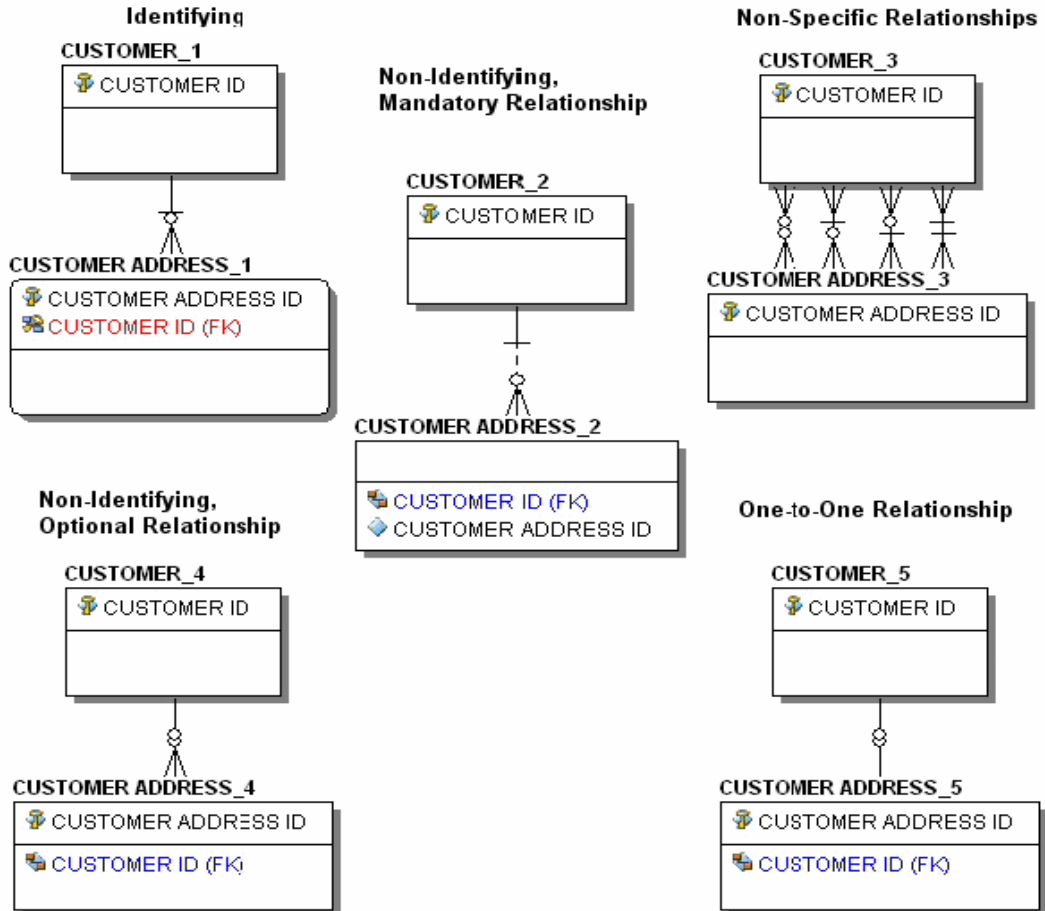 Identifying
CUSTOMER_1
CUSTOMER ID
CUSTOMER ADDRESS_1
CUSTOMER ADDRESS ID
CUSTOMER ID (FK)
Non-Identifying,
Mandatory Relationship
CUSTOMER_2
CUSTOMER ID
CUSTOMER ADDRESS_2
CUSTOMER ID (FK)
CUSTOMER ADDRESS ID
Non-Specific Relationships
CUSTOMER_3
CUSTOMER ID
CUSTOMER ADDRESS_3
CUSTOMER ADDRESS ID
Non-Identifying,
Optional Relationship
CUSTOMER_4
CUSTOMER ID
CUSTOMER ADDRESS_4
CUSTOMER ADDRESS ID
CUSTOMER ID (FK)
One-to-One Relationship
CUSTOMER_5
CUSTOMER ID
CUSTOMER ADDRESS_5
CUSTOMER ADDRESS ID
CUSTOMER ID (FK)